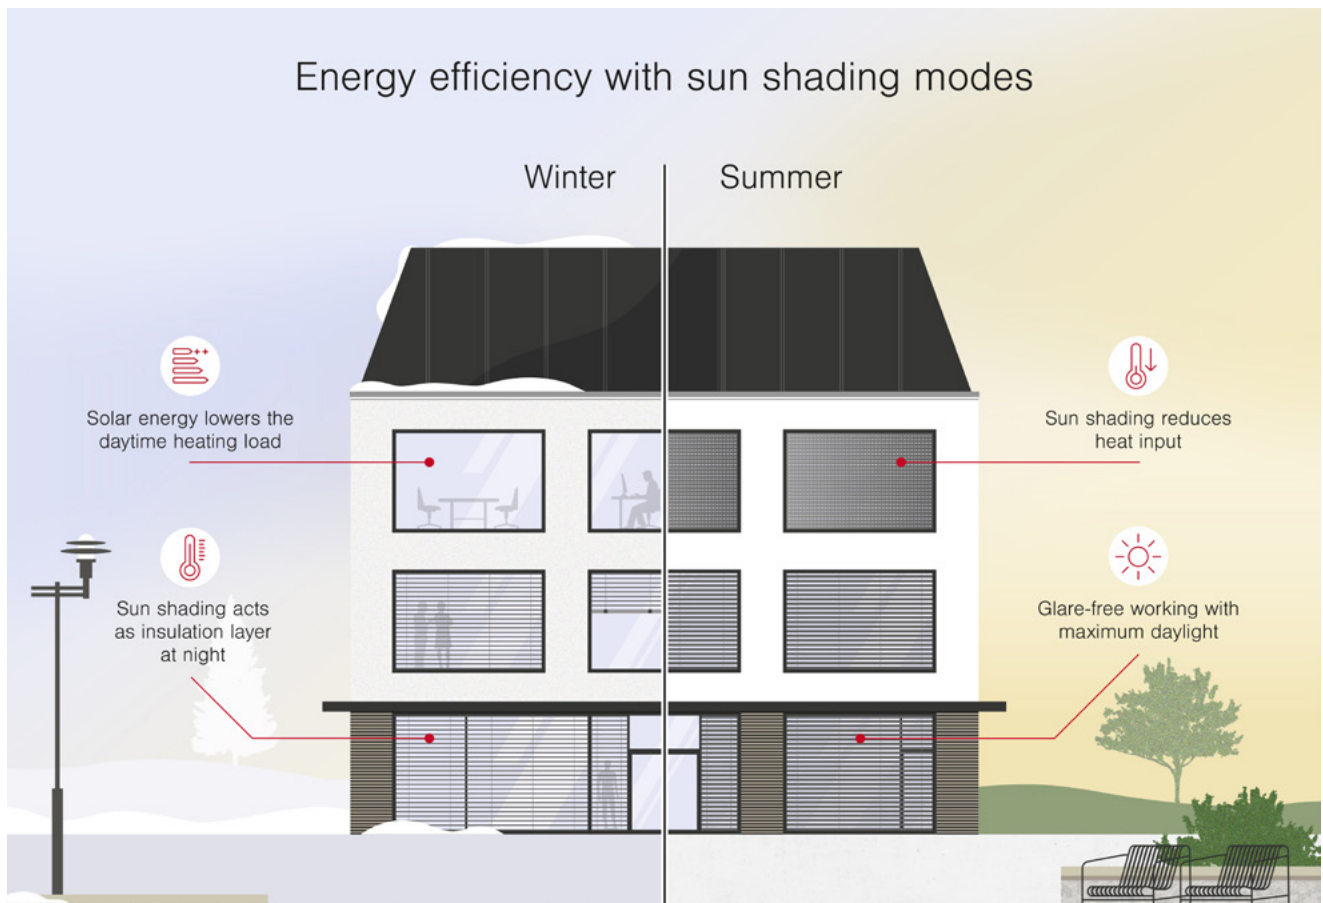 Energy efficiency with sun shading modes
Winter
Summer
Solar energy lowers the
daytime heating load
Sun shading acts
as insulation layer
at night
Sun shading reduces
heat input
Glare-free working with
maximum daylight